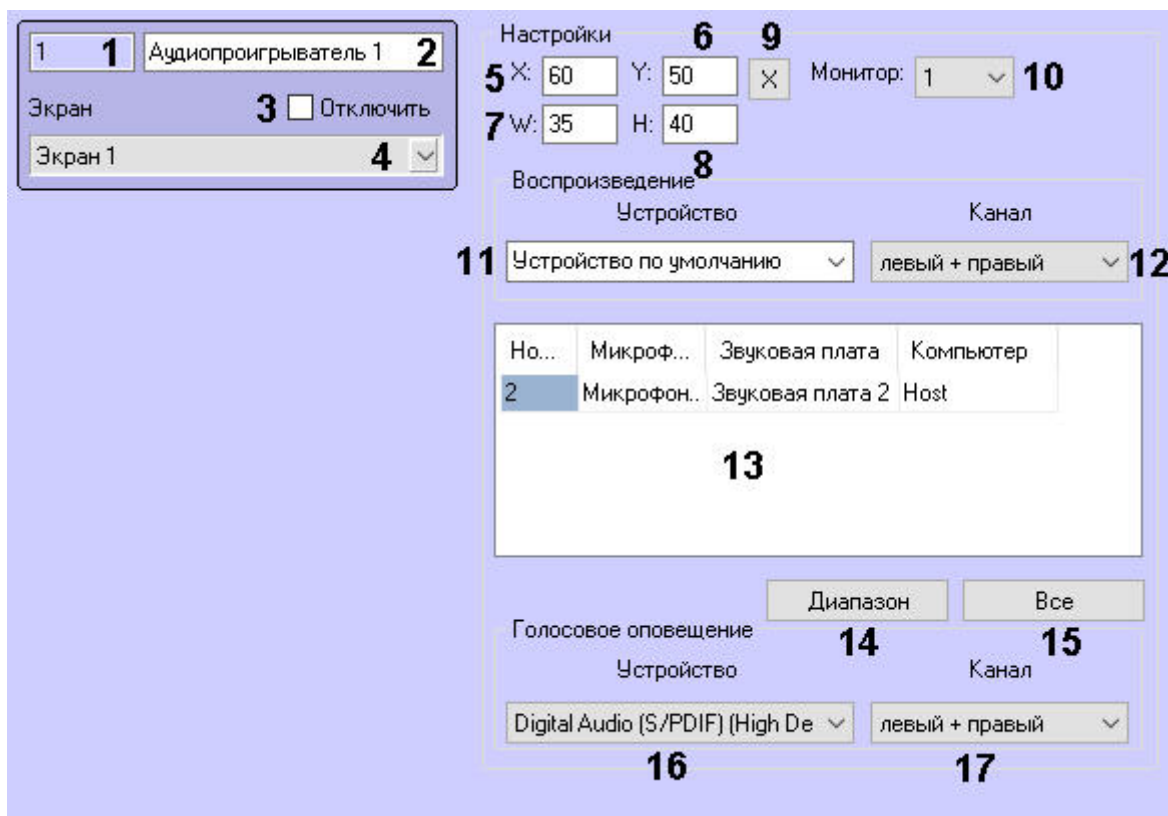 1 1 Аудиопроигрыватель 1 2
Экран 3 Отключить
Экран 1 4
Настройки 6 9
5 X: 60 Y: 50 X Монитор: 1 10
7 W: 35 H: 40
8
Воспроизведение
Устройство Канал
11 Устройство по умолчанию левый + правый 12
Но... Микроф... Звуковая плата Компьютер
2 Микрофон.. Звуковая плата 2 Host
13
Диапазон Все
Голосовое оповещение 14 15
Устройство Канал
Digital Audio (S/PDIF) (High De левый + правый
16 17